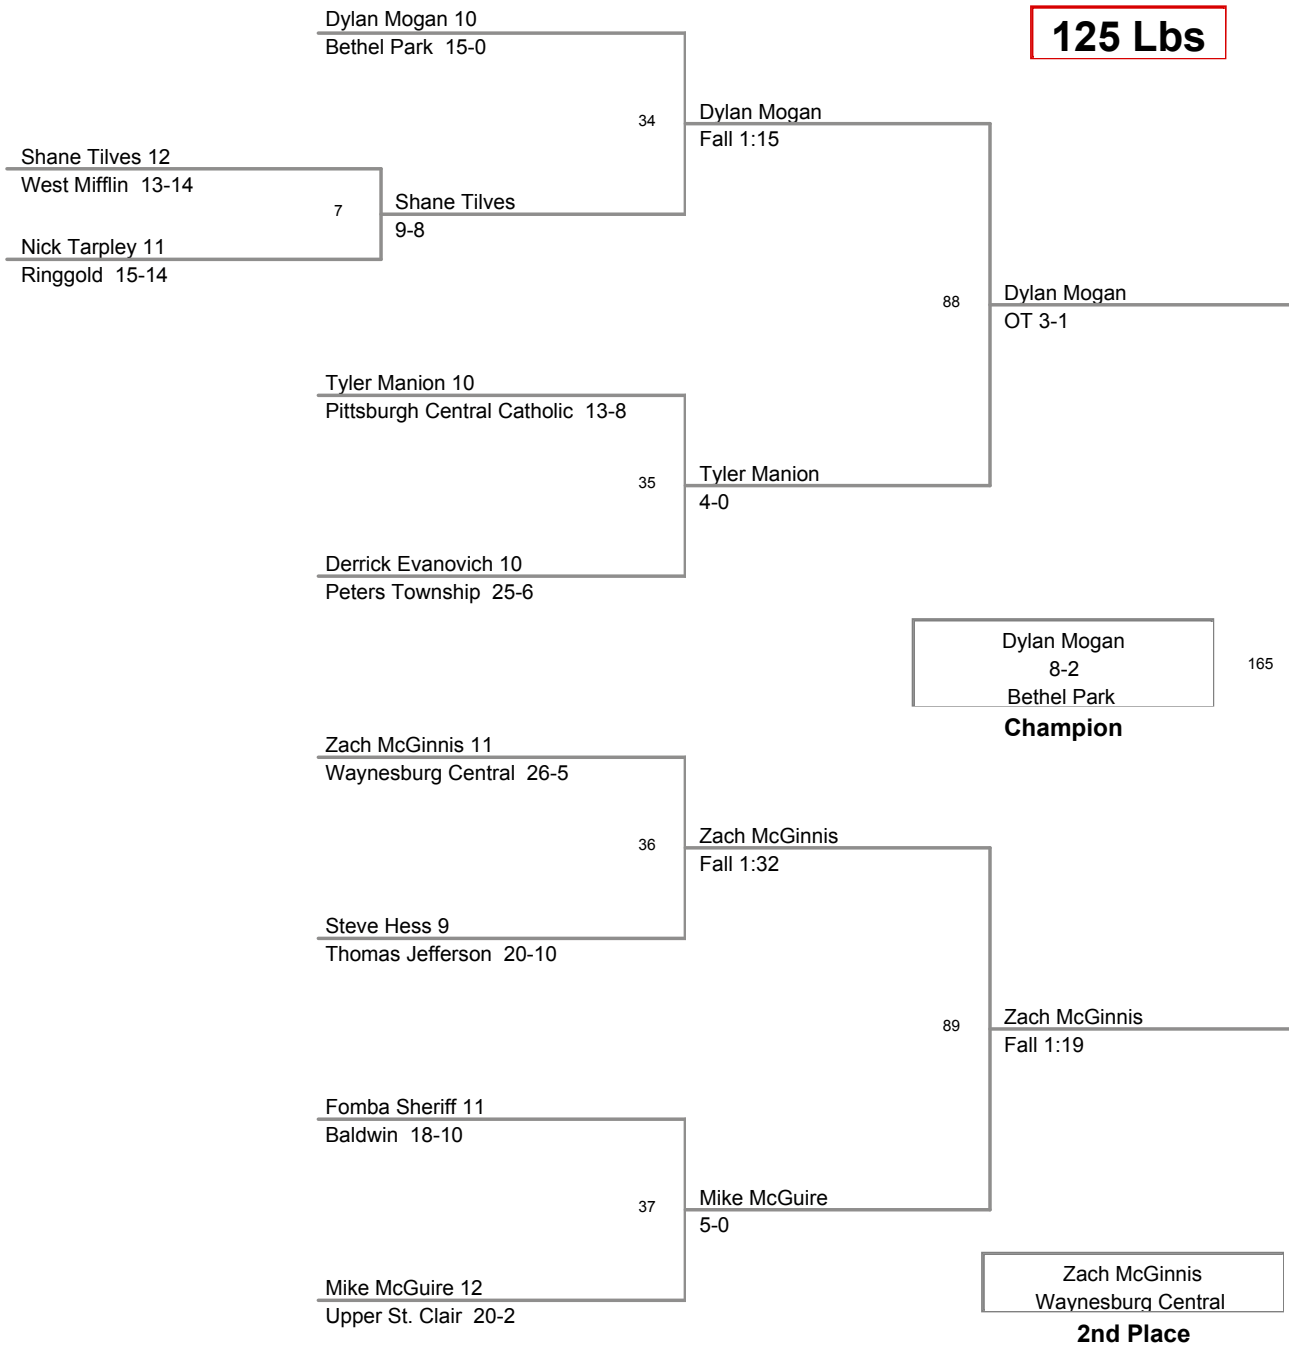 Dylan Mogan 10
Bethel Park 15-0
125 Lbs
34
Dylan Mogan
Fall 1:15
Shane Tilves 12
West Mifflin 13-14
7
Shane Tilves
9-8
Nick Tarpley 11
Ringgold 15-14
88
Dylan Mogan
OT 3-1
Tyler Manion 10
Pittsburgh Central Catholic 13-8
35
Tyler Manion
4-0
Derrick Evanovich 10
Peters Township 25-6
Dylan Mogan
8-2
Bethel Park
165
Champion
Zach McGinnis 11
Waynesburg Central 26-5
36
Zach McGinnis
Fall 1:32
Steve Hess 9
Thomas Jefferson 20-10
89
Zach McGinnis
Fall 1:19
Fomba Sheriff 11
Baldwin 18-10
37
Mike McGuire
5-0
Mike McGuire 12
Upper St. Clair 20-2
Zach McGinnis
Waynesburg Central
2nd Place